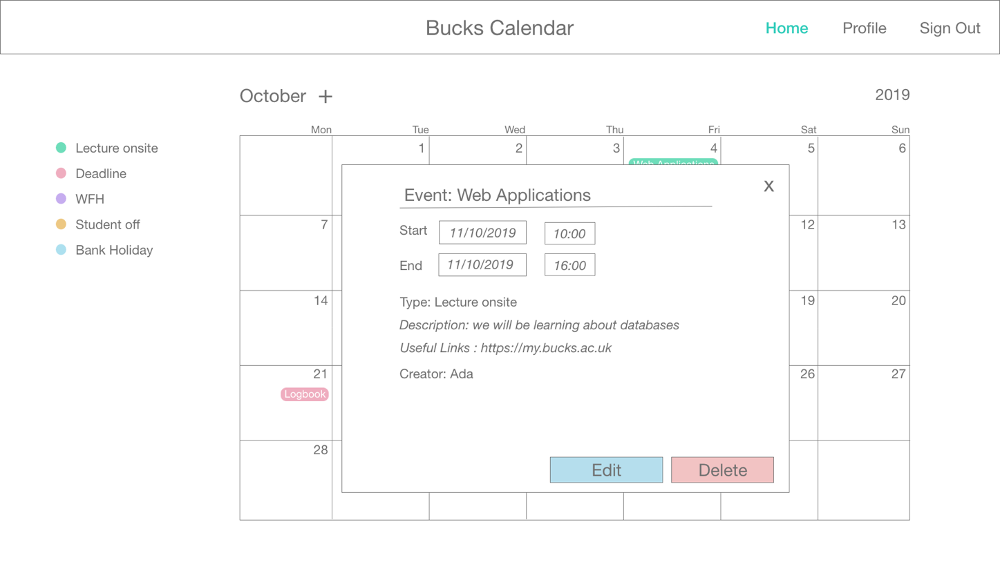 Bucks Calendar
Home Profile Sign Out
October + 2019
Mon Tue Wed Thu Fri Sat Sun
Lecture onsite
Deadline
WFH
Student off
Bank Holiday
1 2 3 4 5 6
Web Applications
Event: Web Applications X
Start 11/10/2019 10:00
End 11/10/2019 16:00
Type: Lecture onsite
Description: we will be learning about databases
Useful Links : https://my.bucks.ac.uk
Creator: Ada
Edit Delete
7 12 13
14 19 20
21 26 27
Logbook
28